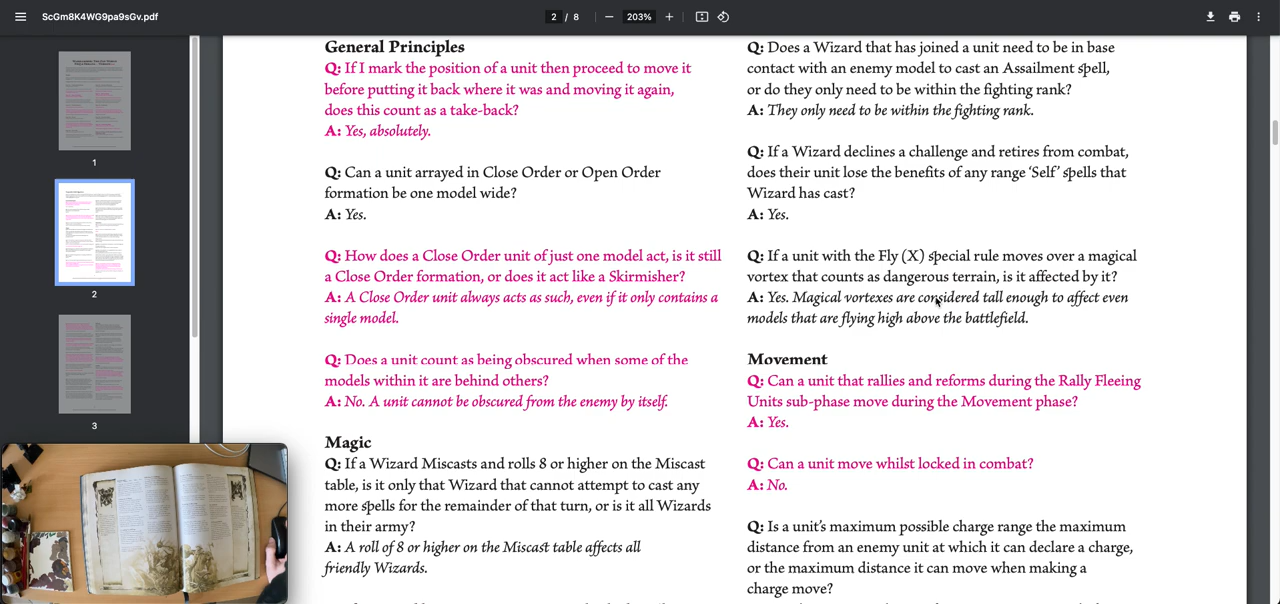 ScGm8K4WG9pa9sGv.pdf
2 / 8
203%
1
2
3
General Principles
Q: If I mark the position of a unit then proceed to move it
before putting it back where it was and moving it again,
does this count as a take-back?
A: Yes, absolutely.
Q: Can a unit arrayed in Close Order or Open Order
formation be one model wide?
A: Yes.
Q: How does a Close Order unit of just one model act, is it still
a Close Order formation, or does it act like a Skirmisher?
A: A Close Order unit always acts as such, even if it only contains a
single model.
Q: Does a unit count as being obscured when some of the
models within it are behind others?
A: No. A unit cannot be obscured from the enemy by itself.
Magic
Q: If a Wizard Miscasts and rolls 8 or higher on the Miscast
table, is it only that Wizard that cannot attempt to cast any
more spells for the remainder of that turn, or is it all Wizards
in their army?
A: A roll of 8 or higher on the Miscast table affects all
friendly Wizards.
Q: Does a Wizard that has joined a unit need to be in base
contact with an enemy model to cast an Assailment spell,
or do they only need to be within the fighting rank?
A: They only need to be within the fighting rank.
Q: If a Wizard declines a challenge and retires from combat,
does their unit lose the benefits of any range ‘Self’ spells that
Wizard has cast?
A: Yes.
Q: If a unit with the Fly (X) special rule moves over a magical
vortex that counts as dangerous terrain, is it affected by it?
A: Yes. Magical vortexes are considered tall enough to affect even
models that are flying high above the battlefield.
Movement
Q: Can a unit that rallies and reforms during the Rally Fleeing
Units sub-phase move during the Movement phase?
A: Yes.
Q: Can a unit move whilst locked in combat?
A: No.
Q: Is a unit’s maximum possible charge range the maximum
distance from an enemy unit at which it can declare a charge,
or the maximum distance it can move when making a
charge move?